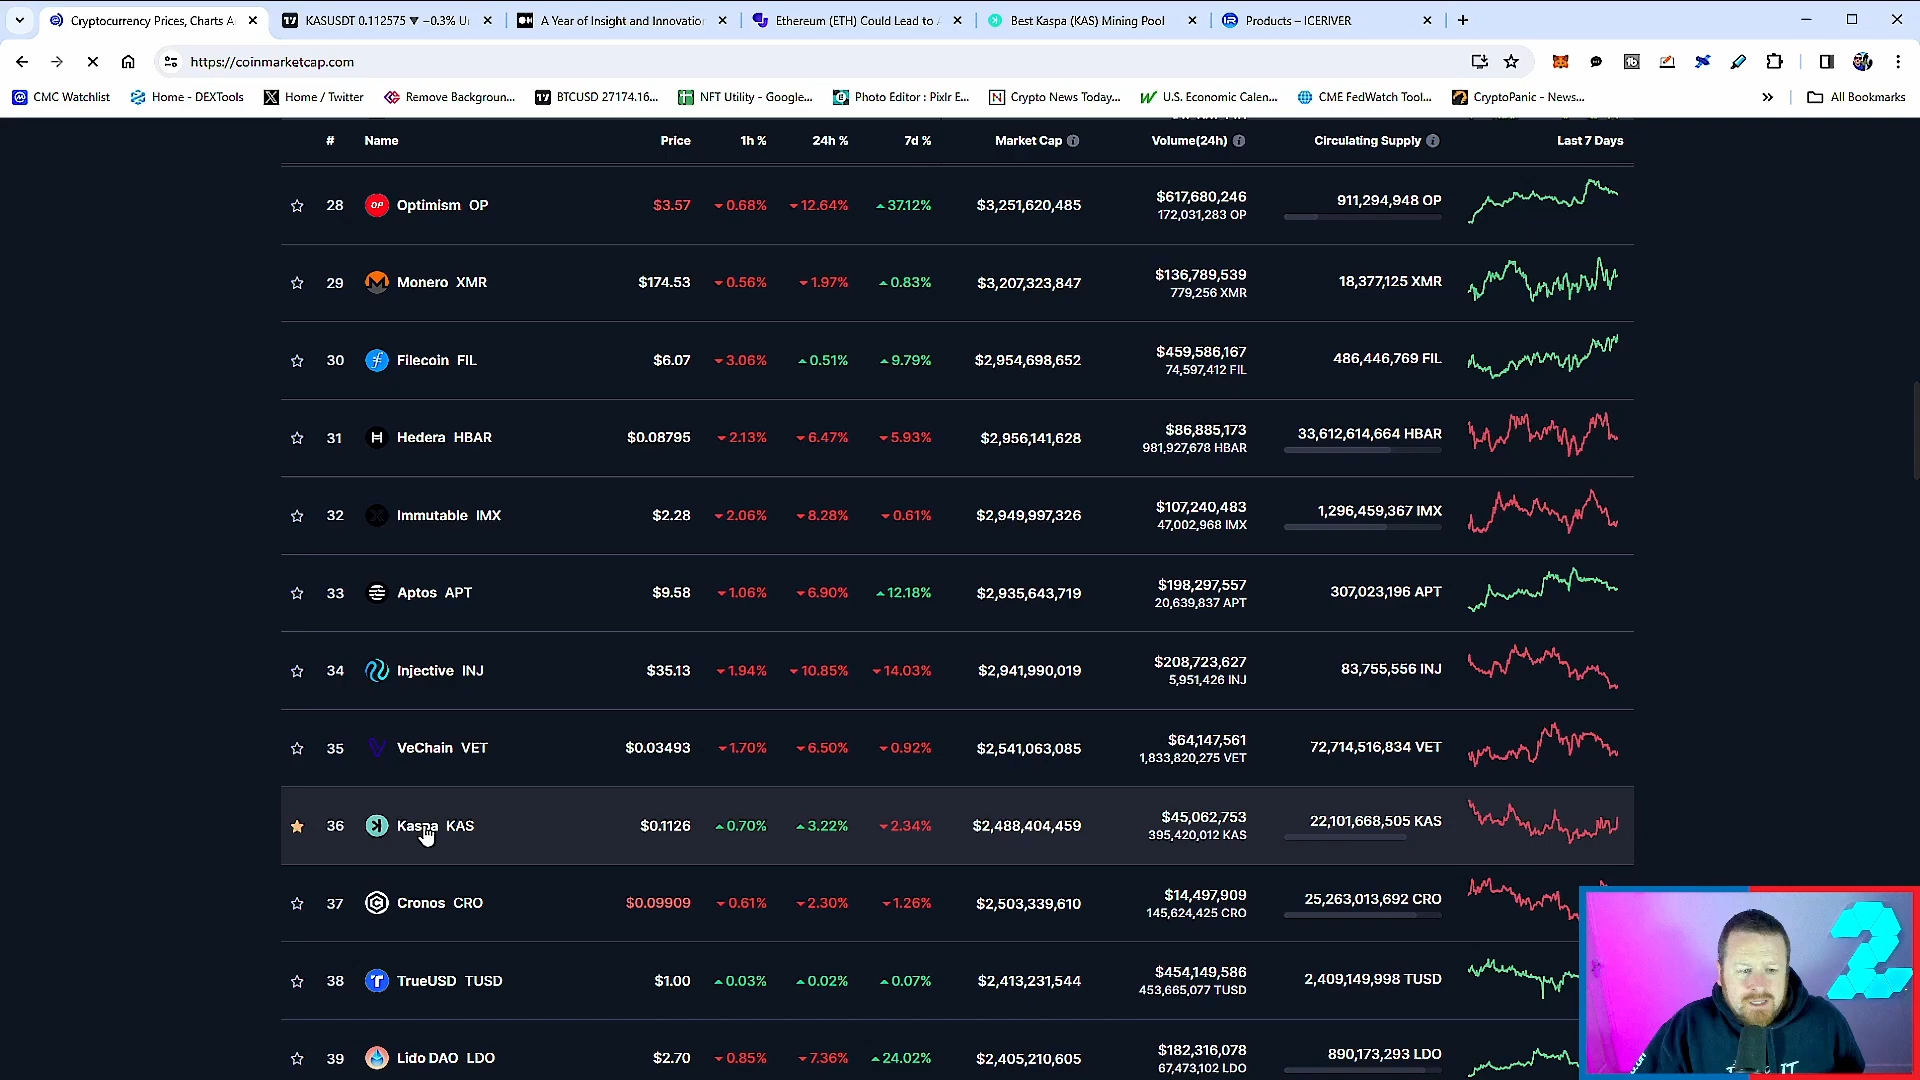 Cryptocurrency Prices, Charts A
KASUSDT 0.112575 ▼ −0.3% U
A Year of Insight and Innovation
Ethereum (ETH) Could Lead to
Best Kaspa (KAS) Mining Pool
Products – ICERIVER
https://coinmarketcap.com
CMC Watchlist
Home - DEXTools
Home / Twitter
Remove Backgroun...
BTCUSD 27174.16...
NFT Utility - Google...
Photo Editor : Pixlr E...
Crypto News Today...
U.S. Economic Calen...
CME FedWatch Tool...
CryptoPanic - News...
»
All Bookmarks
# Name Price 1h % 24h % 7d % Market Cap Volume(24h) Circulating Supply Last 7 Days
28 Optimism OP $3.57 0.68% 12.64% 37.12% $3,251,620,485 $617,680,246 911,294,948 OP
172,031,283 OP
29 Monero XMR $174.53 0.56% 1.97% 0.83% $3,207,323,847 $136,789,539 18,377,125 XMR
779,256 XMR
30 Filecoin FIL $6.07 3.06% 0.51% 9.79% $2,954,698,652 $459,586,167 486,446,769 FIL
74,597,412 FIL
31 Hedera HBAR $0.08795 2.13% 6.47% 5.93% $2,956,141,628 $86,885,173 33,612,614,664 HBAR
981,927,678 HBAR
32 Immutable IMX $2.28 2.06% 8.28% 0.61% $2,949,997,326 $107,240,483 1,296,459,367 IMX
47,002,968 IMX
33 Aptos APT $9.58 1.06% 6.90% 12.18% $2,935,643,719 $198,297,557 307,023,196 APT
20,639,837 APT
34 Injective INJ $35.13 1.94% 10.85% 14.03% $2,941,990,019 $208,723,627 83,755,556 INJ
5,951,426 INJ
35 VeChain VET $0.03493 1.70% 6.50% 0.92% $2,541,063,085 $64,147,561 72,714,516,834 VET
1,833,820,275 VET
36 Kaspa KAS $0.1126 0.70% 3.22% 2.34% $2,488,404,459 $45,062,753 22,101,668,505 KAS
395,420,012 KAS
37 Cronos CRO $0.09909 0.61% 2.30% 1.26% $2,503,339,610 $14,497,909 25,263,013,692 CRO
145,624,425 CRO
38 TrueUSD TUSD $1.00 0.03% 0.02% 0.07% $2,413,231,544 $454,149,586 2,409,149,998 TUSD
453,665,077 TUSD
39 Lido DAO LDO $2.70 0.85% 7.36% 24.02% $2,405,210,605 $182,316,078 890,173,293 LDO
67,473,102 LDO